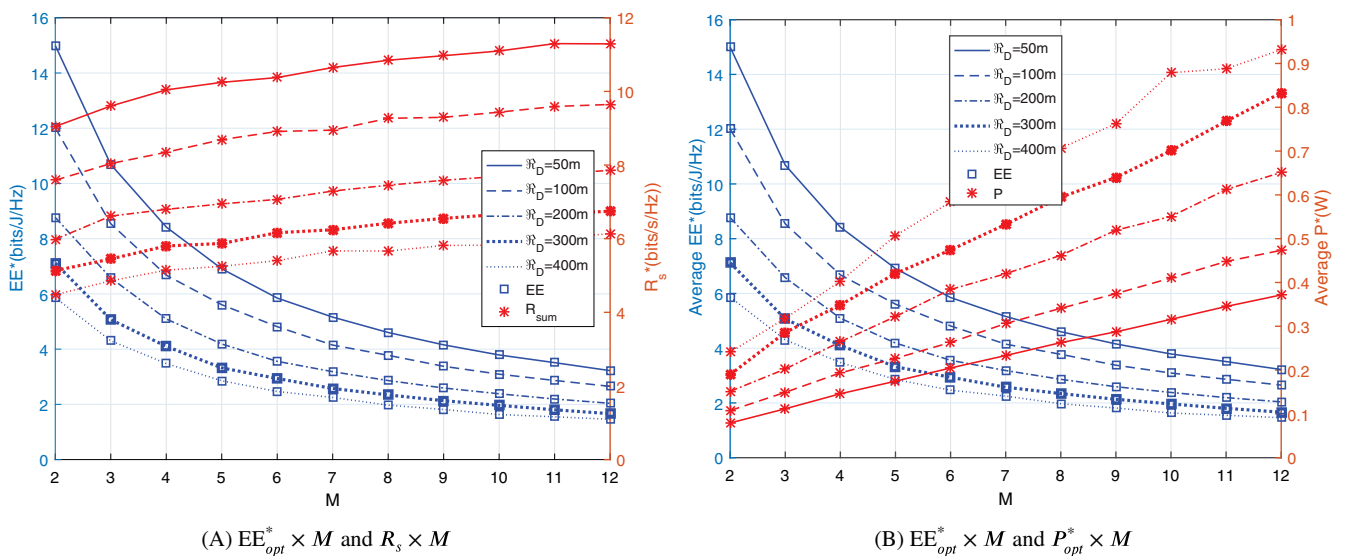 16
14
12
10
8
6
4
2
0
EE*(bits/J/Hz)
12
10
8
6
4
2
0
R_s*(bits/s/Hz))
ℜ_D=50m
ℜ_D=100m
ℜ_D=200m
ℜ_D=300m
ℜ_D=400m
EE
R_sum
2 3 4 5 6 7 8 9 10 11 12
M
(A) EE*_opt × M and R_s × M
16
14
12
10
8
6
4
2
0
Average EE*(bits/J/Hz)
1
0.9
0.8
0.7
0.6
0.5
0.4
0.3
0.2
0.1
0
Average P*(W)
ℜ_D=50m
ℜ_D=100m
ℜ_D=200m
ℜ_D=300m
ℜ_D=400m
EE
P
2 3 4 5 6 7 8 9 10 11 12
M
(B) EE*_opt × M and P*_opt × M